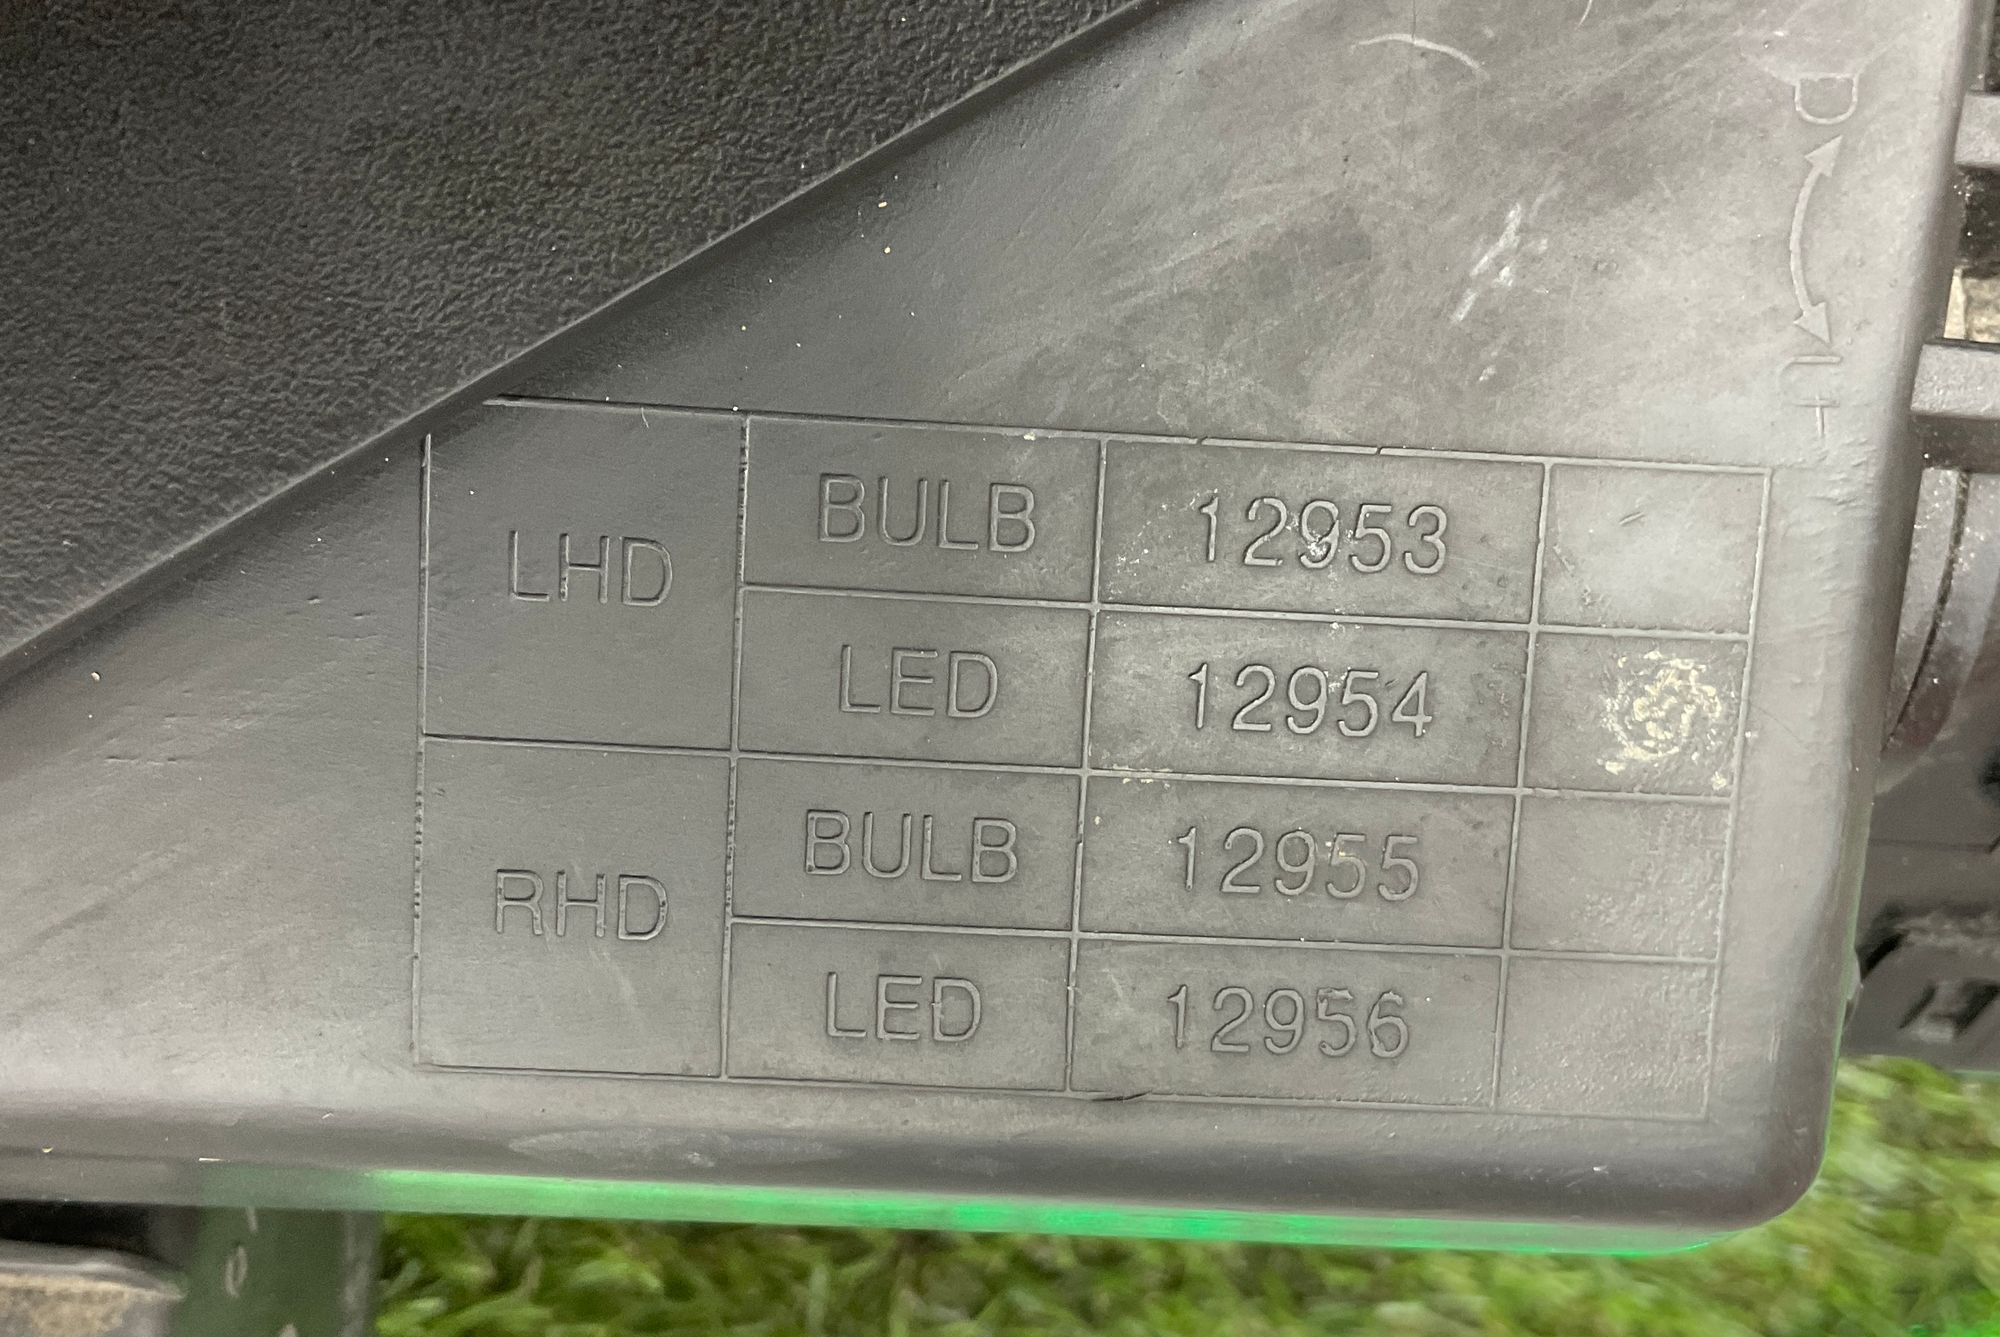 D
U +
LHD BULB 12953
LED 12954
RHD BULB 12955
LED 12956